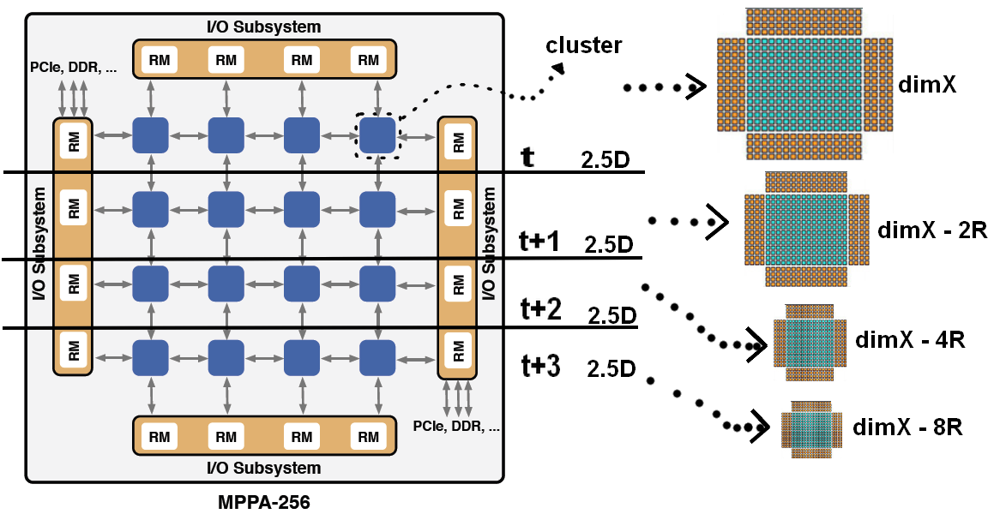 I/O Subsystem
RM RM RM RM
cluster
PCIe, DDR, ...
dimX
RM
RM
t 2.5D
RM
RM
I/O Subsystem
I/O Subsystem
dimX - 2R
t+1 2.5D
RM
RM
t+2 2.5D
dimX - 4R
RM
RM
t+3 2.5D
PCIe, DDR, ...
dimX - 8R
RM RM RM RM
I/O Subsystem
MPPA-256